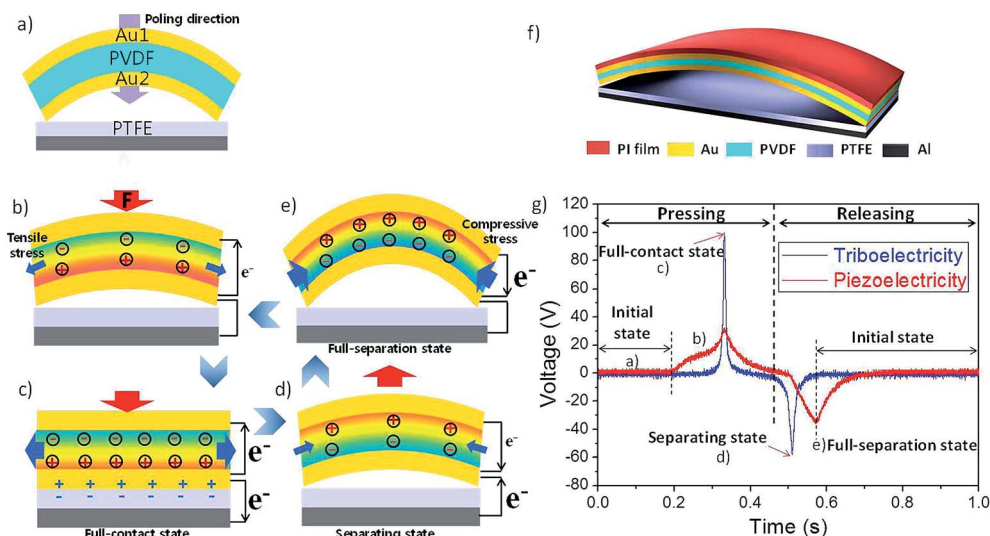 a)
Poling direction
Au1
PVDF
Au2
PTFE
f)
PI film Au PVDF PTFE Al
b)
F
Tensile
stress
e⁻
e)
Compressive
stress
e⁻
Full-separation state
c)
e⁻
+ + + + + +
- - - - - -
e⁻
Full-contact state
d)
e⁻
e⁻
Separating state
g)
Pressing
Releasing
Full-contact state
c)
Triboelectricity
Piezoelectricity
Initial
state
a)
b)
Initial state
Separating state
d)
e)
Full-separation state
Voltage (V)
120
100
80
60
40
20
0
-20
-40
-60
-80
0.0 0.2 0.4 0.6 0.8 1.0
Time (s)